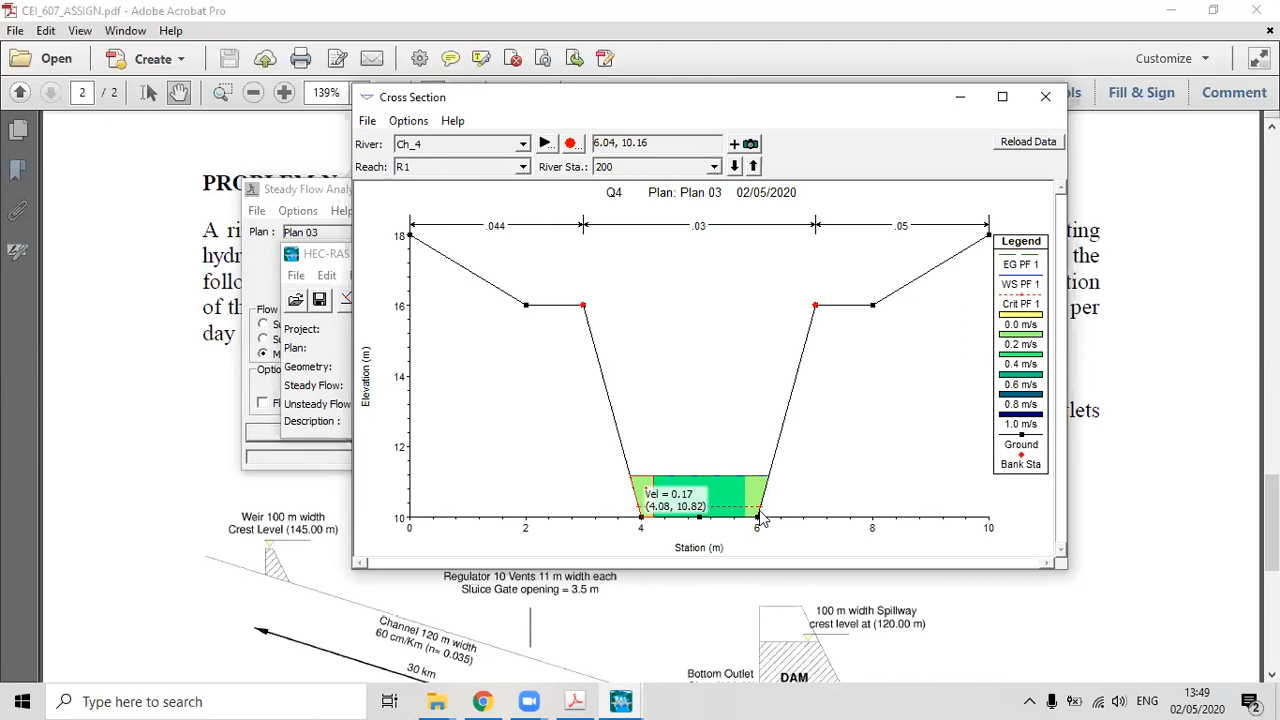 CEI_607_ASSIGN.pdf - Adobe Acrobat Pro
File Edit View Window Help
Open
Create
Customize
2 / 2
139%
Tools
Fill & Sign
Comment
Cross Section
File Options Help
River: Ch_4
6.04, 10.16
Reload Data
Reach: R1
River Sta.: 200
Q4 Plan: Plan 03 02/05/2020
.044
.03
.05
Legend
EG PF 1
WS PF 1
Crit PF 1
0.0 m/s
0.2 m/s
0.4 m/s
0.6 m/s
0.8 m/s
1.0 m/s
Ground
Bank Sta
18
16
14
12
10
Elevation (m)
Vel = 0.17
(4.08, 10.82)
0 2 4 6 8 10
Station (m)
Steady Flow Analy
File Options Help
Plan : Plan 03
HEC-RAS
File Edit
Flow
Project:
Plan:
Geometry:
Steady Flow:
Unsteady Flow
Description :
A ri
hydr
follo
of th
day
ting
the
tion
per
tlets
Weir 100 m width
Crest Level (145.00 m)
Regulator 10 Vents 11 m width each
Sluice Gate opening = 3.5 m
Channel 120 m width
60 cm/Km (n= 0.035)
30 km
100 m width Spillway
crest level at (120.00 m)
Bottom Outlet
DAM
Type here to search
ENG
13:49
02/05/2020
2